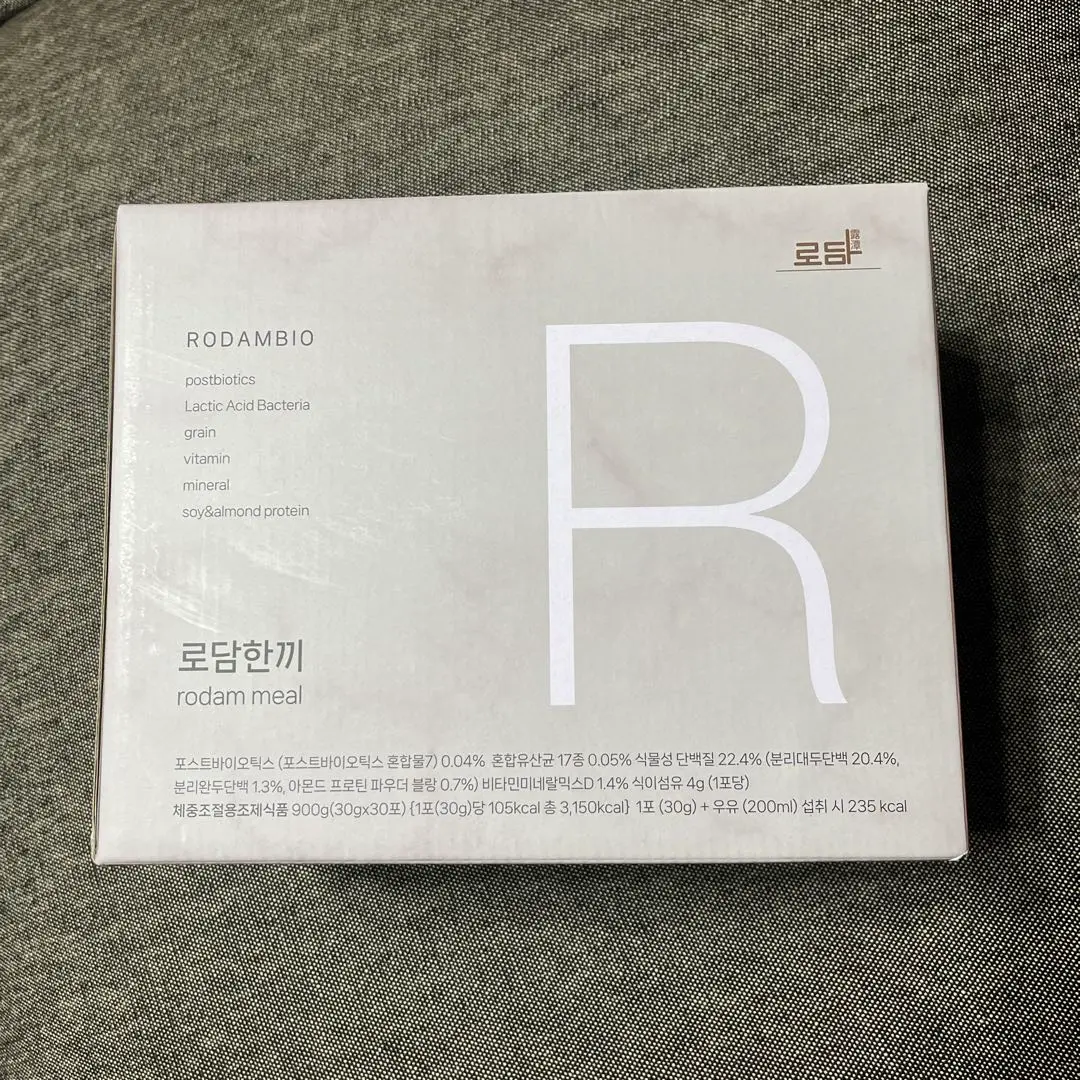 로담
露潭
RODAMBIO
postbiotics
Lactic Acid Bacteria
grain
vitamin
mineral
soy&almond protein
R
로담한끼
rodam meal
포스트바이오틱스 (포스트바이오틱스 혼합물7) 0.04% 혼합유산균 17종 0.05% 식물성 단백질 22.4% (분리대두단백 20.4%,
분리완두단백 1.3%, 아몬드 프로틴 파우더 블랑 0.7%) 비타민미네랄믹스D 1.4% 식이섬유 4g (1포당)
체중조절용조제식품 900g(30gx30포) {1포(30g)당 105kcal 총 3,150kcal} 1포 (30g) + 우유 (200ml) 섭취 시 235 kcal